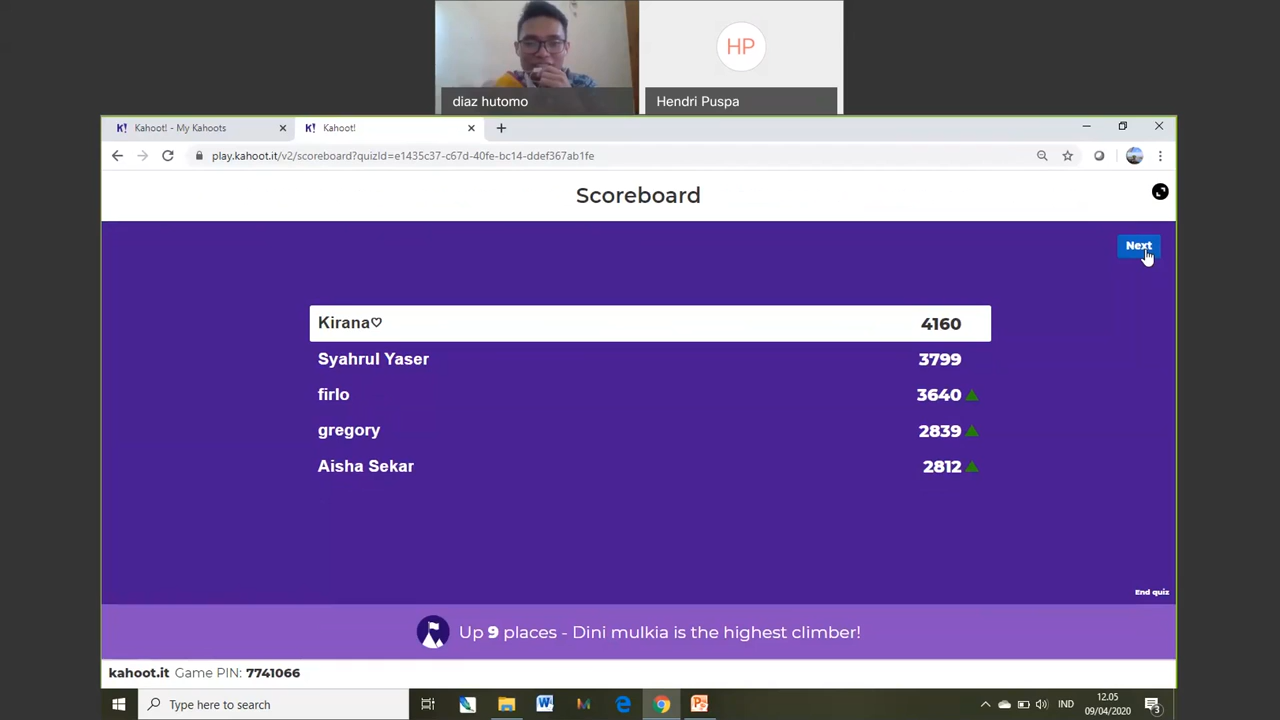 HP
diaz hutomo
Hendri Puspa
K! Kahoot! - My Kahoots
K! Kahoot!
play.kahoot.it/v2/scoreboard?quizId=e1435c37-c67d-40fe-bc14-ddef367ab1fe
Scoreboard
Next
Kirana♡ 4160
Syahrul Yaser 3799
firlo 3640
gregory 2839
Aisha Sekar 2812
End quiz
Up 9 places - Dini mulkia is the highest climber!
kahoot.it Game PIN: 7741066
Type here to search
IND
12.05
09/04/2020
3